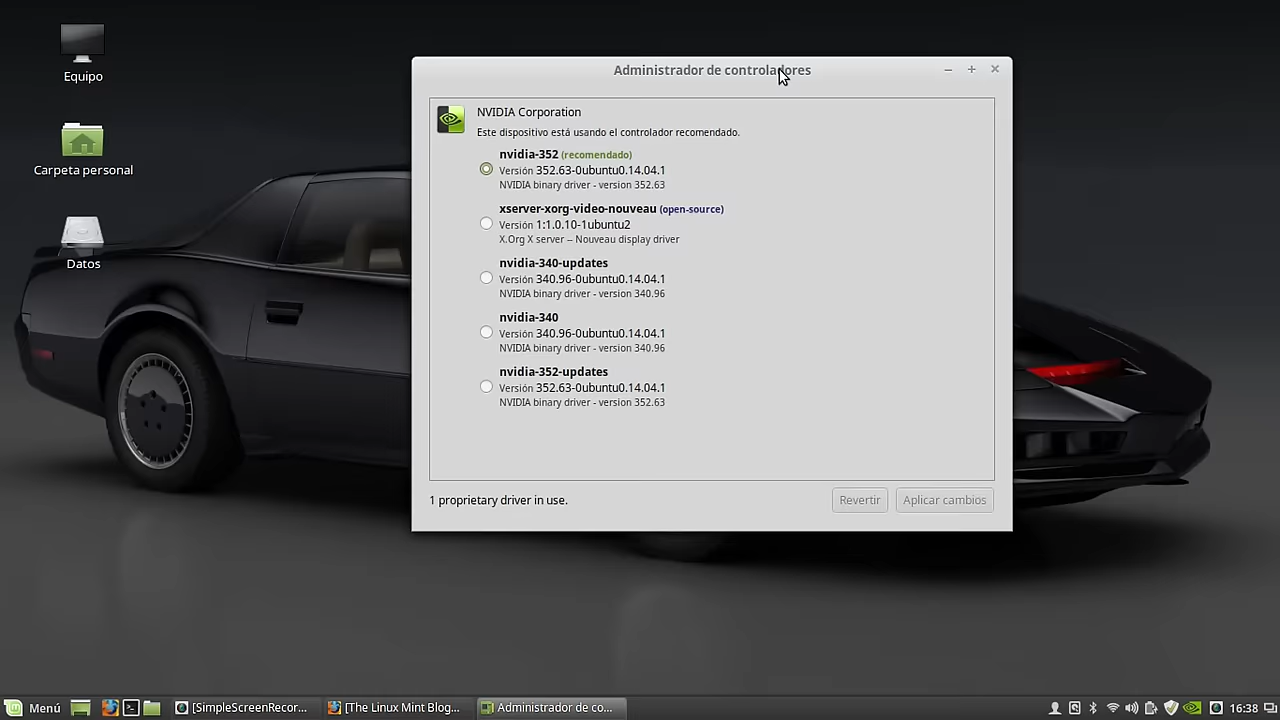 Equipo
Carpeta personal
Datos
Administrador de controladores
NVIDIA Corporation
Este dispositivo está usando el controlador recomendado.
nvidia-352 (recomendado)
Versión 352.63-0ubuntu0.14.04.1
NVIDIA binary driver - version 352.63
xserver-xorg-video-nouveau (open-source)
Versión 1:1.0.10-1ubuntu2
X.Org X server -- Nouveau display driver
nvidia-340-updates
Versión 340.96-0ubuntu0.14.04.1
NVIDIA binary driver - version 340.96
nvidia-340
Versión 340.96-0ubuntu0.14.04.1
NVIDIA binary driver - version 340.96
nvidia-352-updates
Versión 352.63-0ubuntu0.14.04.1
NVIDIA binary driver - version 352.63
1 proprietary driver in use.
Revertir
Aplicar cambios
Menú
[SimpleScreenRecor...
[The Linux Mint Blog...
Administrador de co...
16:38